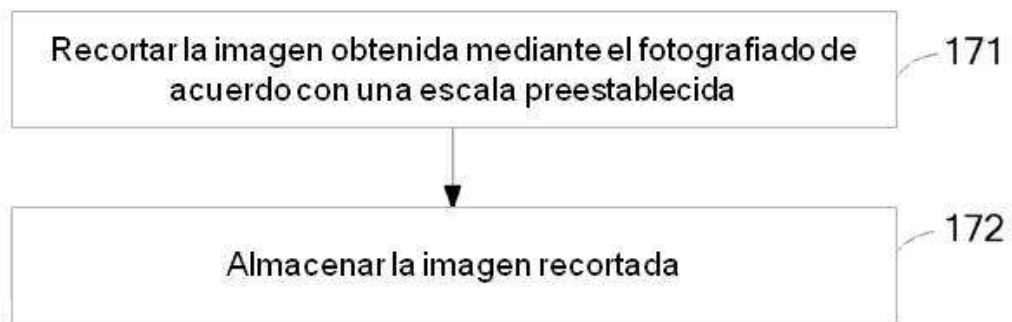 Recortar la imagen obtenida mediante el fotografiado de
acuerdo con una escala preestablecida
171
Almacenar la imagen recortada
172